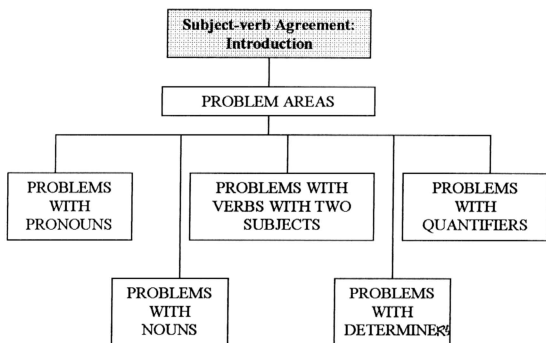 Subject-verb Agreement:
Introduction
PROBLEM AREAS
PROBLEMS
WITH
PRONOUNS
PROBLEMS WITH
VERBS WITH TWO
SUBJECTS
PROBLEMS
WITH
QUANTIFIERS
PROBLEMS
WITH
NOUNS
PROBLEMS
WITH
DETERMINERS